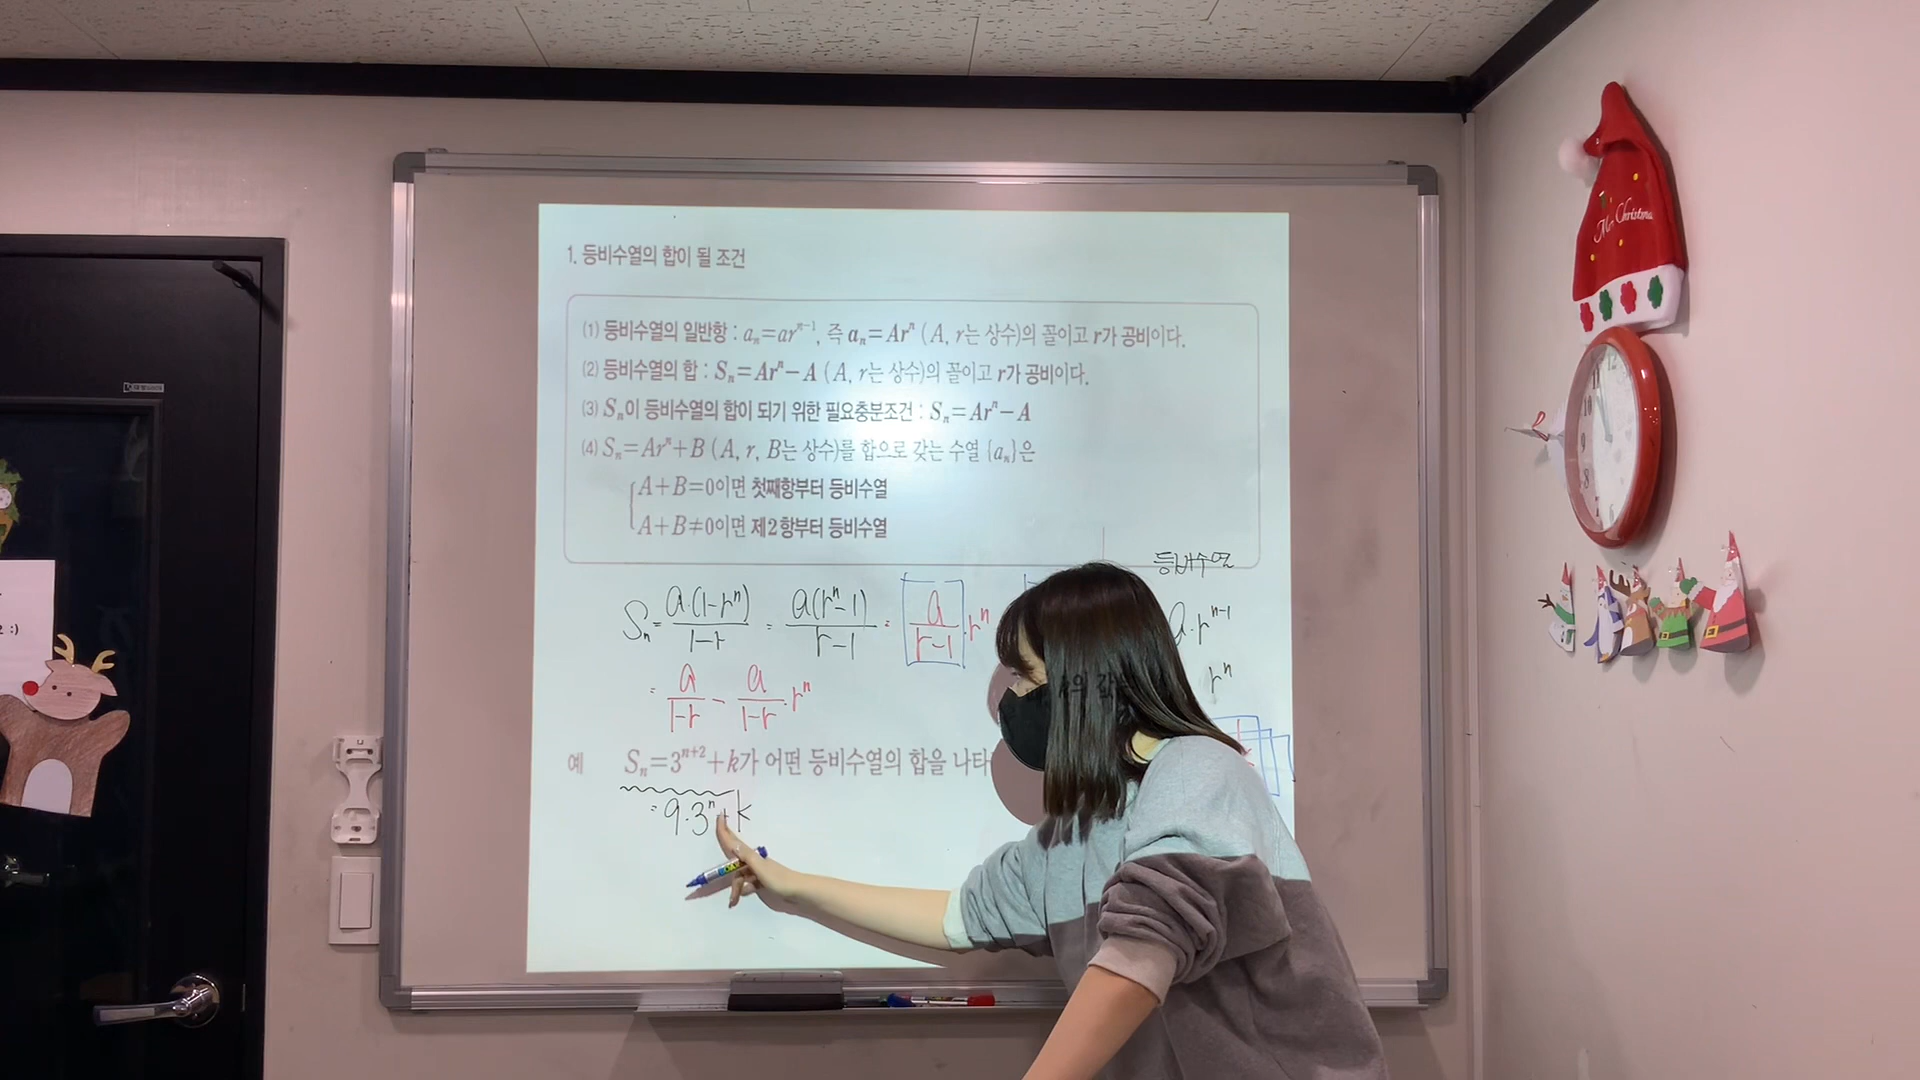 1. 등비수열의 합이 될 조건
(1) 등비수열의 일반항 : aₙ=arⁿ⁻¹, 즉 aₙ=Arⁿ (A, r는 상수)의 꼴이고 r가 공비이다.
(2) 등비수열의 합 : Sₙ=Arⁿ−A (A, r는 상수)의 꼴이고 r가 공비이다.
(3) Sₙ이 등비수열의 합이 되기 위한 필요충분조건 : Sₙ=Arⁿ−A
(4) Sₙ=Arⁿ+B (A, r, B는 상수)를 합으로 갖는 수열 {aₙ}은
A+B=0이면 첫째항부터 등비수열
A+B≠0이면 제2항부터 등비수열
등비수열
Sₙ = a·(1-rⁿ)/(1-r) = a(rⁿ-1)/(r-1) = a/(r-1)·rⁿ
a·rⁿ⁻¹
= a/(1-r) - a/(1-r)·rⁿ
rⁿ
예 Sₙ=3ⁿ⁺²+k가 어떤 등비수열의 합을 나타
= 9·3ⁿ+k
Christmas